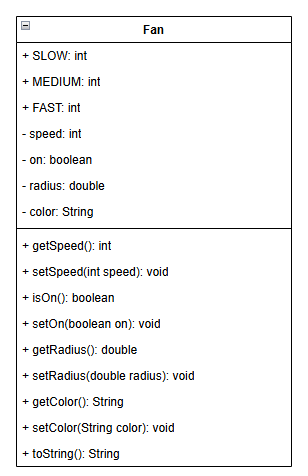 Fan
+ SLOW: int
+ MEDIUM: int
+ FAST: int
- speed: int
- on: boolean
- radius: double
- color: String
+ getSpeed(): int
+ setSpeed(int speed): void
+ isOn(): boolean
+ setOn(boolean on): void
+ getRadius(): double
+ setRadius(double radius): void
+ getColor(): String
+ setColor(String color): void
+ toString(): String